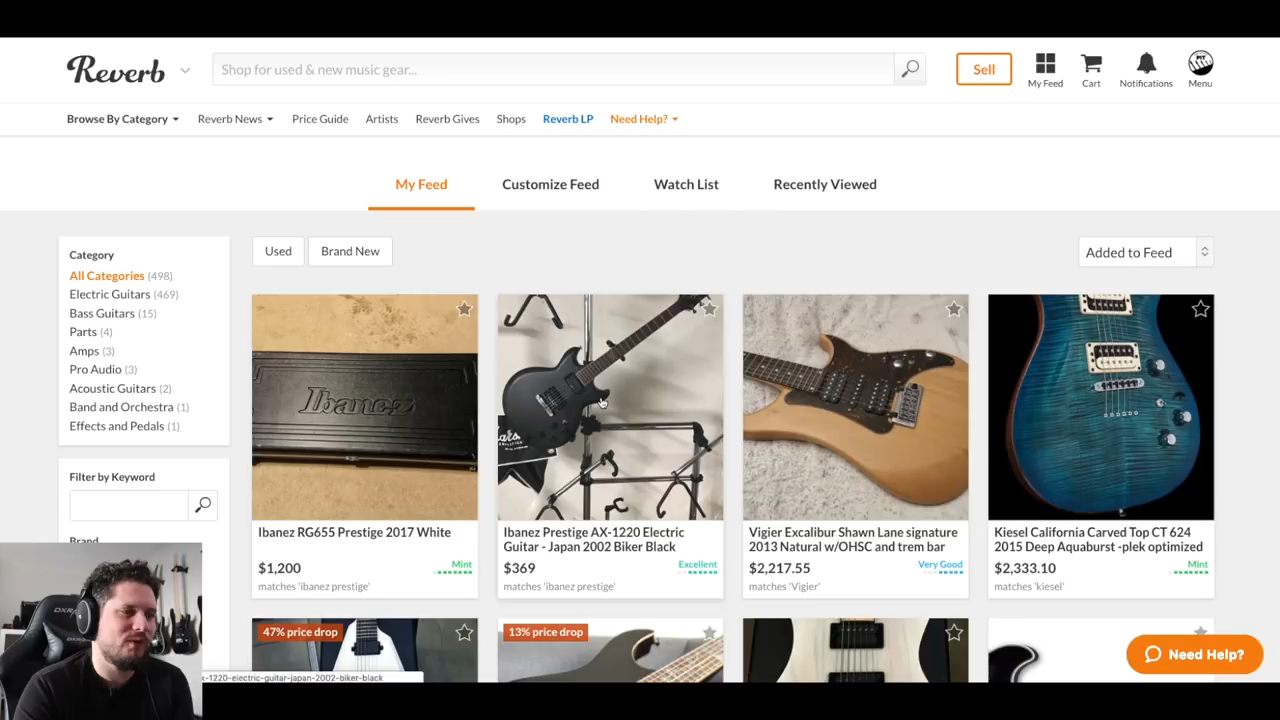 Reverb
Shop for used & new music gear...
Sell
My Feed
Cart
Notifications
Menu
Browse By Category
Reverb News
Price Guide
Artists
Reverb Gives
Shops
Reverb LP
Need Help?
My Feed
Customize Feed
Watch List
Recently Viewed
Category
All Categories (498)
Electric Guitars (469)
Bass Guitars (15)
Parts (4)
Amps (3)
Pro Audio (3)
Acoustic Guitars (2)
Band and Orchestra (1)
Effects and Pedals (1)
Filter by Keyword
Brand
Used
Brand New
Added to Feed
Ibanez
Ibanez RG655 Prestige 2017 White
$1,200
Mint
matches 'ibanez prestige'
Ibanez Prestige AX-1220 Electric
Guitar - Japan 2002 Biker Black
$369
Excellent
matches 'ibanez prestige'
Vigier Excalibur Shawn Lane signature
2013 Natural w/OHSC and trem bar
$2,217.55
Very Good
matches 'Vigier'
Kiesel California Carved Top CT 624
2015 Deep Aquaburst -plek optimized
$2,333.10
Mint
matches 'kiesel'
47% price drop
13% price drop
Need Help?
x-1220-electric-guitar-japan-2002-biker-black